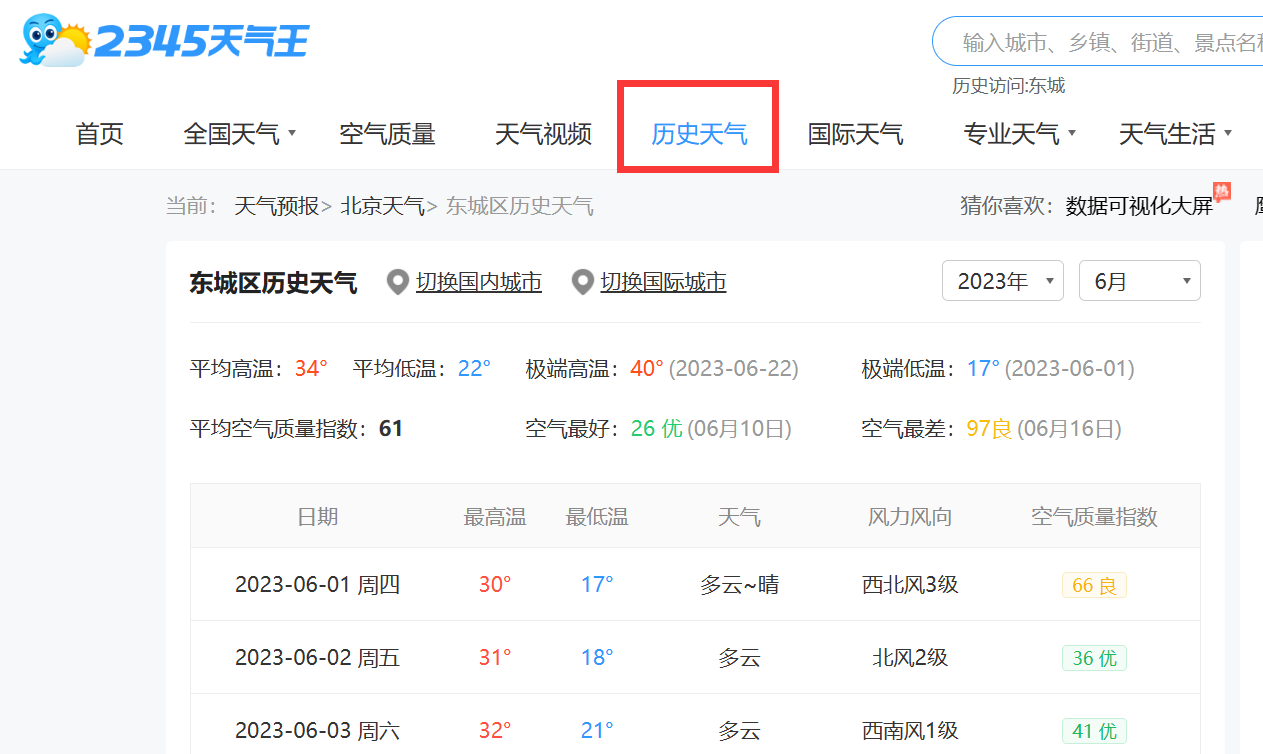 2345天气王
输入城市、乡镇、街道、景点名称
历史访问:东城
首页 全国天气 空气质量 天气视频 历史天气 国际天气 专业天气 天气生活
当前： 天气预报> 北京天气> 东城区历史天气 猜你喜欢： 数据可视化大屏 热
东城区历史天气 切换国内城市 切换国际城市 2023年 6月
平均高温：34° 平均低温：22° 极端高温：40° (2023-06-22) 极端低温：17° (2023-06-01)
平均空气质量指数：61 空气最好：26 优 (06月10日) 空气最差：97良 (06月16日)
日期 最高温 最低温 天气 风力风向 空气质量指数
2023-06-01 周四 30° 17° 多云~晴 西北风3级 66 良
2023-06-02 周五 31° 18° 多云 北风2级 36 优
2023-06-03 周六 32° 21° 多云 西南风1级 41 优